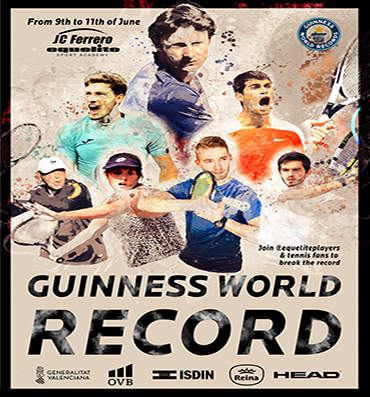 From 9th to 11th of June
JC Ferrero
equelite
SPORT ACADEMY
GUINNESS
WORLD RECORDS
Join @equeliteplayers
& tennis fans to
break the record
GUINNESS WORLD
RECORD
GENERALITAT
VALENCIANA
OVB
ISDIN
Reina
HEAD